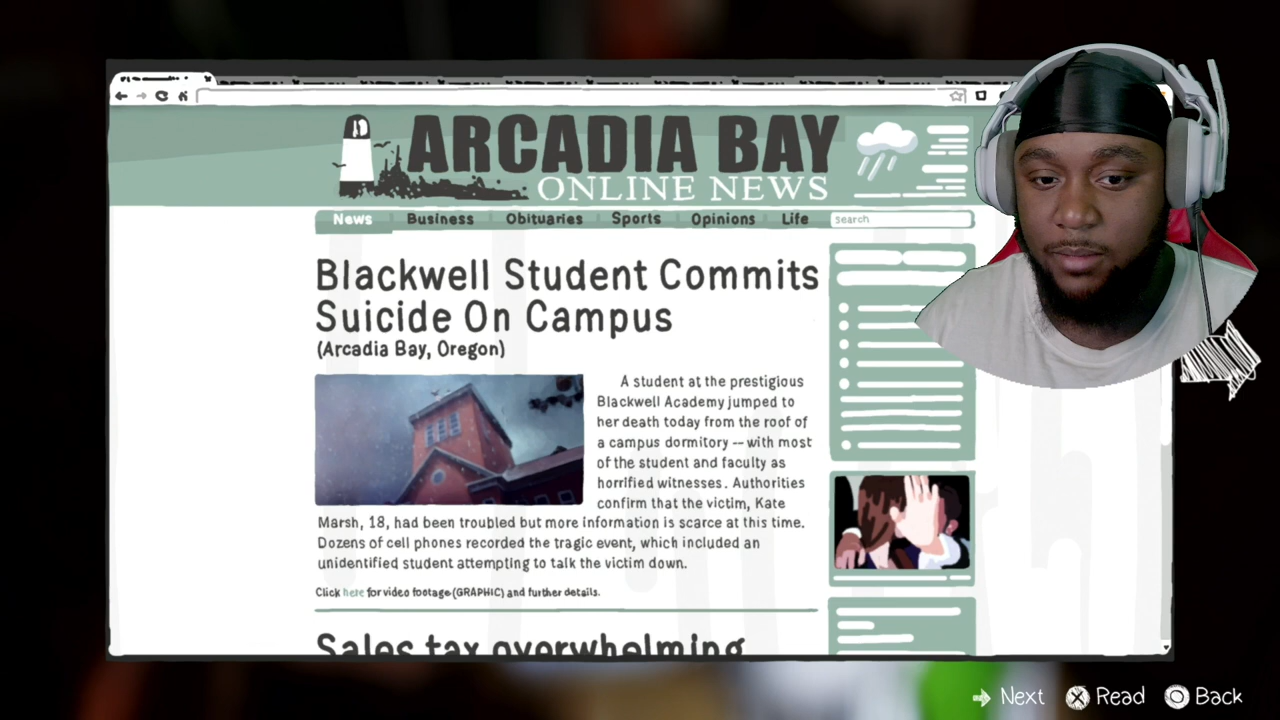 ARCADIA BAY
ONLINE NEWS
News Business Obituaries Sports Opinions Life search
Blackwell Student Commits
Suicide On Campus
(Arcadia Bay, Oregon)
A student at the prestigious
Blackwell Academy jumped to
her death today from the roof of
a campus dormitory -- with most
of the student and faculty as
horrified witnesses. Authorities
confirm that the victim, Kate
Marsh, 18, had been troubled but more information is scarce at this time.
Dozens of cell phones recorded the tragic event, which included an
unidentified student attempting to talk the victim down.
Click here for video footage (GRAPHIC) and further details.
Sales tax overwhelming
Next Read Back